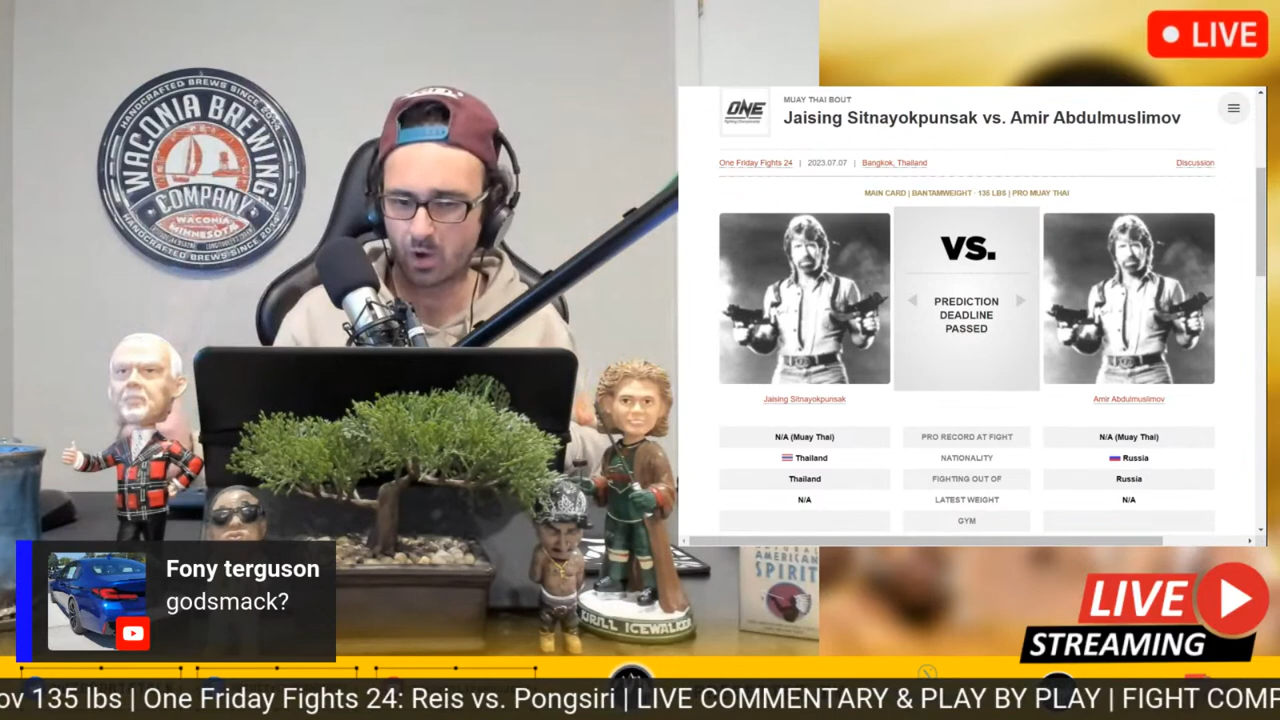 LIVE
WACONIA BREWING
COMPANY
WACONIA
MINNESOTA
HANDCRAFTED BREWS SINCE
HANDCRAFTED BREWS SINCE
ONE
MUAY THAI BOUT
Jaising Sitnayokpunsak vs. Amir Abdulmuslimov
One Friday Fights 24 | 2023.07.07 | Bangkok, Thailand
Discussion
MAIN CARD | BANTAMWEIGHT · 135 LBS | PRO MUAY THAI
VS.
PREDICTION
DEADLINE
PASSED
Jaising Sitnayokpunsak
Amir Abdulmuslimov
N/A (Muay Thai) PRO RECORD AT FIGHT N/A (Muay Thai)
Thailand NATIONALITY Russia
Thailand FIGHTING OUT OF Russia
N/A LATEST WEIGHT N/A
GYM
Fony terguson
godsmack?
AMERICAN
SPIRIT
LIVE
STREAMING
ov 135 lbs | One Friday Fights 24: Reis vs. Pongsiri | LIVE COMMENTARY & PLAY BY PLAY | FIGHT COMP